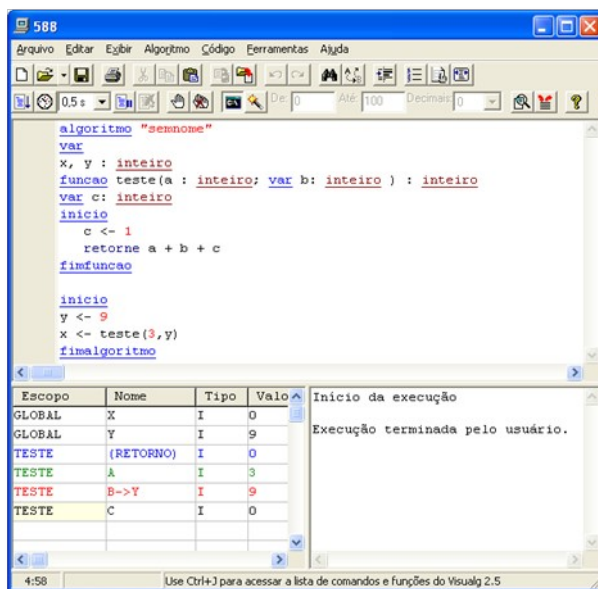 588
Arquivo Editar Exibir Algoritmo Código Ferramentas Ajuda
0,5 s De: 0 Até: 100 Decimais 0
algoritmo "semnome"
var
x, y : inteiro
funcao teste(a : inteiro; var b: inteiro ) : inteiro
var c: inteiro
inicio
c <- 1
retorne a + b + c
fimfuncao
inicio
y <- 9
x <- teste(3,y)
fimalgoritmo
Escopo Nome Tipo Valo
GLOBAL X I 0
GLOBAL Y I 9
TESTE (RETORNO) I 0
TESTE A I 3
TESTE B->Y I 9
TESTE C I 0
Início da execução
Execução terminada pelo usuário.
4:58 Use Ctrl+J para acessar a lista de comandos e funções do Visualg 2.5